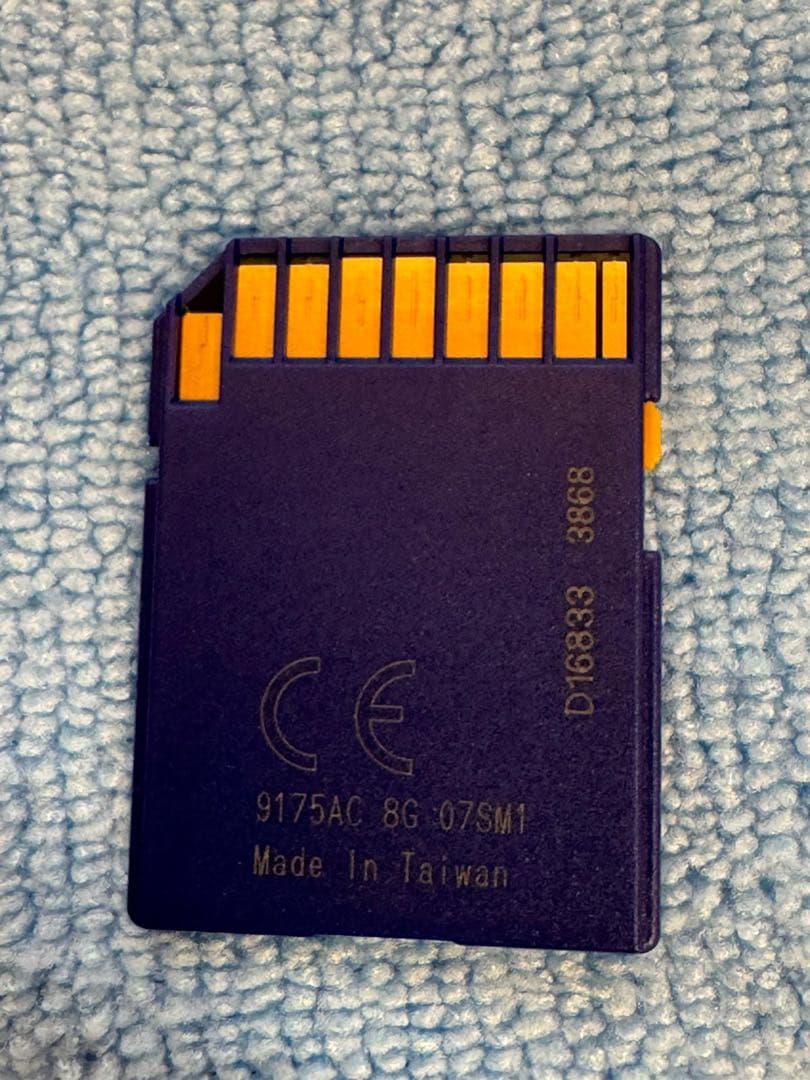 D16833 3868
CE
9175AC 8G 07SM1
Made In Taiwan